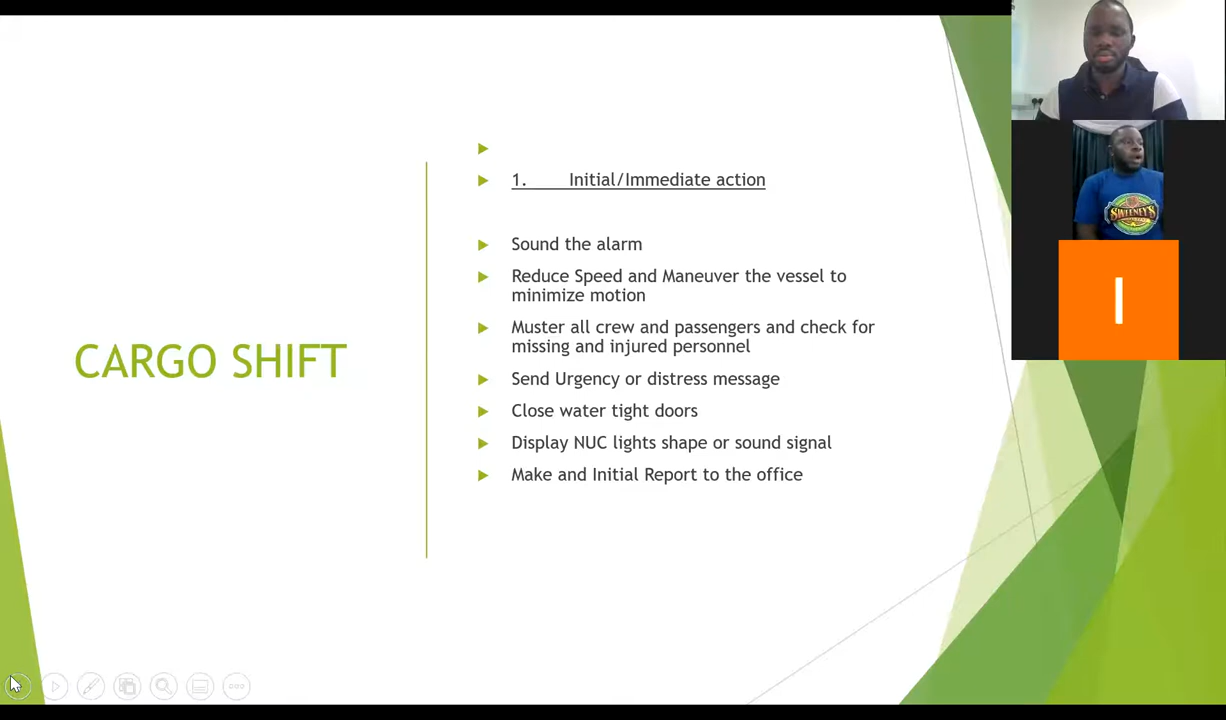 CARGO SHIFT
1. Initial/Immediate action
Sound the alarm
Reduce Speed and Maneuver the vessel to
minimize motion
Muster all crew and passengers and check for
missing and injured personnel
Send Urgency or distress message
Close water tight doors
Display NUC lights shape or sound signal
Make and Initial Report to the office
SWEENEY'S
I